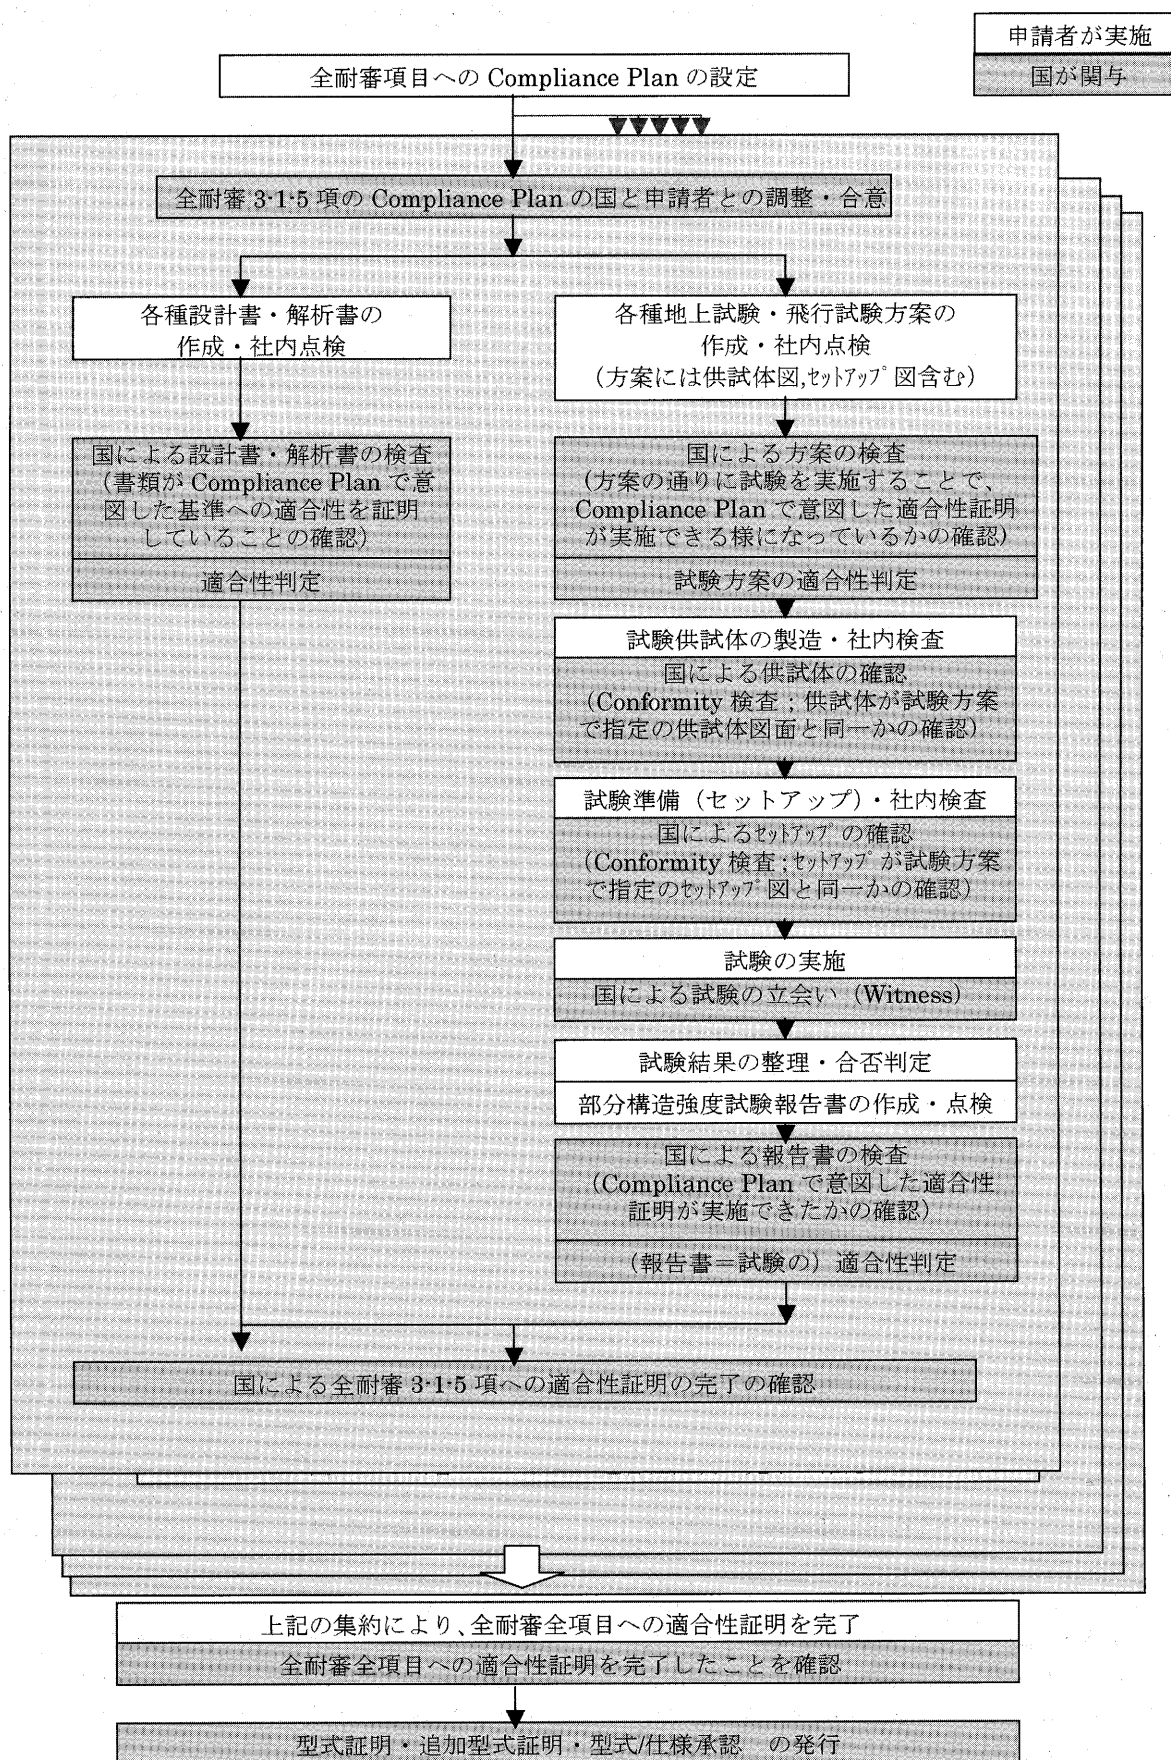 申請者が実施
国が関与
全耐審項目への Compliance Plan の設定
全耐審 3-1-5 項の Compliance Plan の国と申請者との調整・合意
各種設計書・解析書の
作成・社内点検
国による設計書・解析書の検査
(書類が Compliance Plan で意
図した基準への適合性を証明
していることの確認)
適合性判定
各種地上試験・飛行試験方案の
作成・社内点検
(方案には供試体図,ｾｯﾄｱｯﾌﾟ図含む)
国による方案の検査
(方案の通りに試験を実施することで、
Compliance Plan で意図した適合性証明
が実施できる様になっているかの確認)
試験方案の適合性判定
試験供試体の製造・社内検査
国による供試体の確認
(Conformity 検査；供試体が試験方案
で指定の供試体図面と同一かの確認)
試験準備（セットアップ）・社内検査
国によるｾｯﾄｱｯﾌﾟの確認
(Conformity 検査；ｾｯﾄｱｯﾌﾟが試験方案
で指定のｾｯﾄｱｯﾌﾟ図と同一かの確認)
試験の実施
国による試験の立会い（Witness）
試験結果の整理・合否判定
部分構造強度試験報告書の作成・点検
国による報告書の検査
(Compliance Plan で意図した適合性
証明が実施できたかの確認)
(報告書＝試験の）適合性判定
国による全耐審 3-1-5 項への適合性証明の完了の確認
上記の集約により、全耐審全項目への適合性証明を完了
全耐審全項目への適合性証明を完了したことを確認
型式証明・追加型式証明・型式/仕様承認　の発行